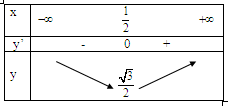 x −∞ 1/2 +∞
y’ - 0 +
y √3/2